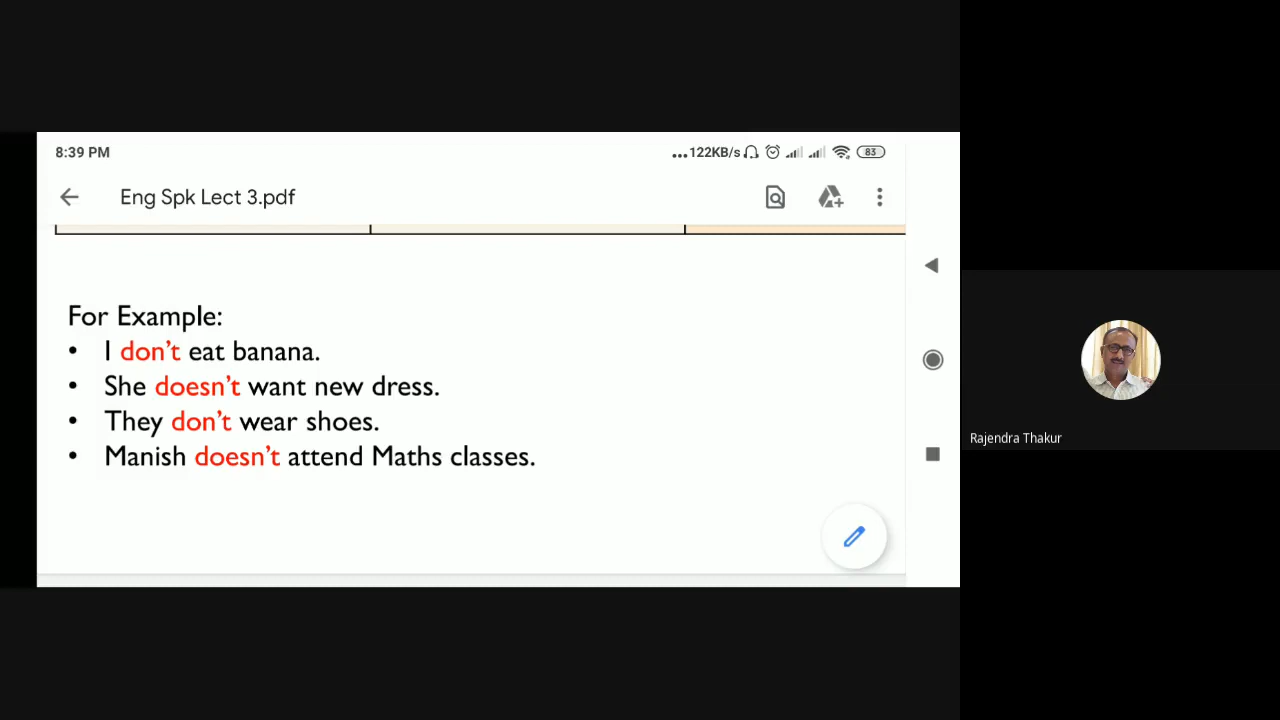 8:39 PM
...122KB/s 83
Eng Spk Lect 3.pdf
For Example:
• I don't eat banana.
• She doesn't want new dress.
• They don't wear shoes.
• Manish doesn't attend Maths classes.
Rajendra Thakur